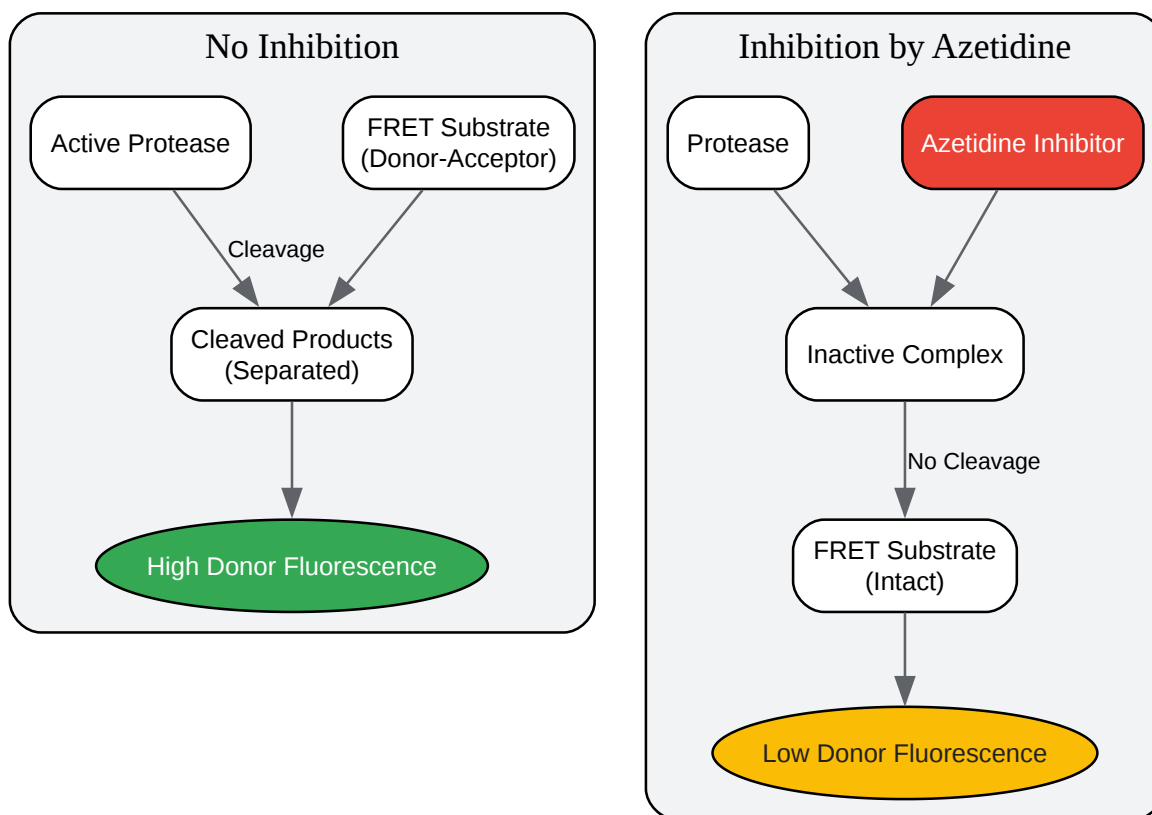 No Inhibition
Active Protease
FRET Substrate
(Donor-Acceptor)
Cleavage
Cleaved Products
(Separated)
High Donor Fluorescence
Inhibition by Azetidine
Protease
Azetidine Inhibitor
Inactive Complex
No Cleavage
FRET Substrate
(Intact)
Low Donor Fluorescence